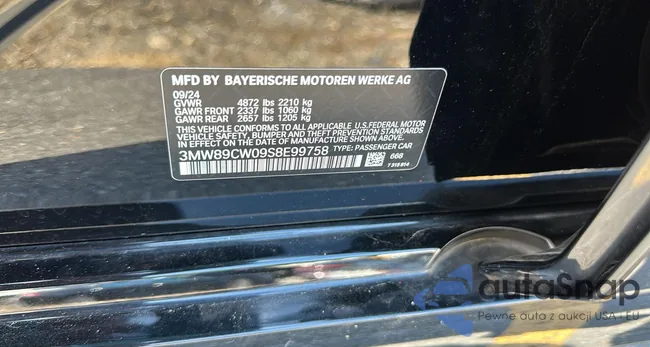 MFD BY BAYERISCHE MOTOREN WERKE AG
09/24
GVWR 4872 lbs 2210 kg
GAWR FRONT 2337 lbs 1060 kg
GAWR REAR 2657 lbs 1205 kg
THIS VEHICLE CONFORMS TO ALL APPLICABLE U.S. FEDERAL MOTOR
VEHICLE SAFETY, BUMPER AND THEFT PREVENTION STANDARDS
IN EFFECT ON THE DATE OF MANUFACTURE SHOWN ABOVE.
3MW89CW09S8E99758 TYPE: PASSENGER CAR
668
7 318 814
autoSnap
Pewne auta z aukcji USA i EU